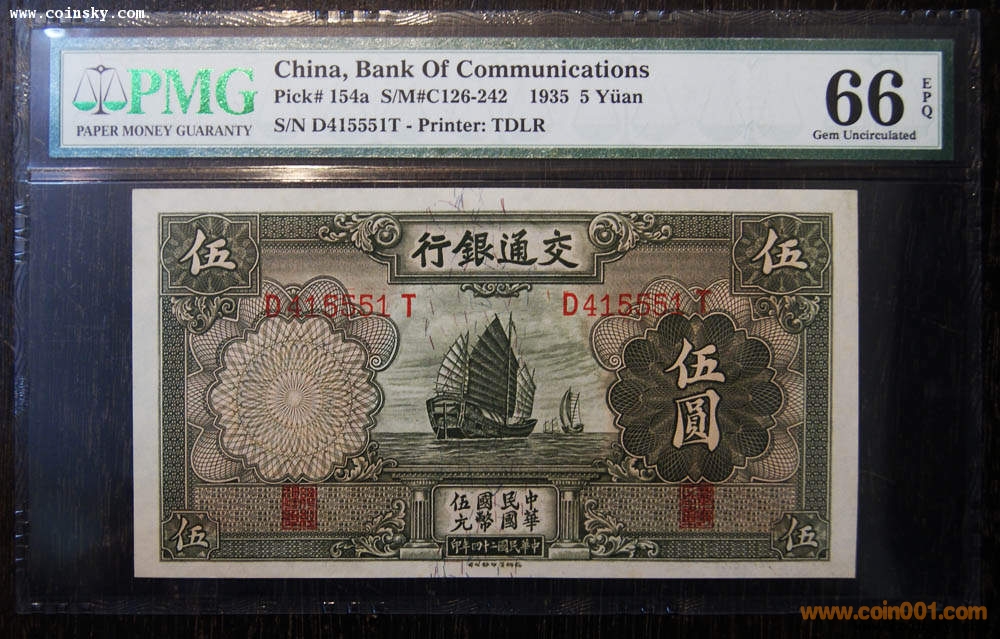 www.coinsky.com
PMG
PAPER MONEY GUARANTY
China, Bank Of Communications
Pick# 154a S/M#C126-242 1935 5 Yüan
S/N D415551T - Printer: TDLR
66 EPQ
Gem Uncirculated
伍 伍
行銀通交
D415551T D415551T
伍圓
中華民國國幣伍元
印年四十二國民華中
伍 伍
www.coin001.com